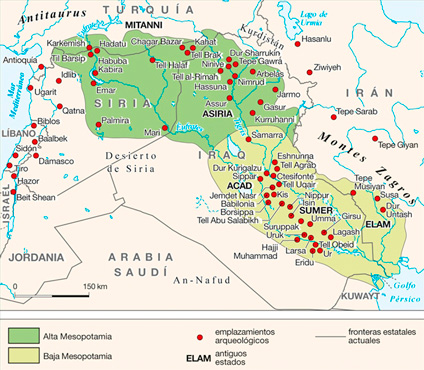 TURQUÍA
Antitaurus
MITANNI
Lago de
Urmia
Karkemish
Hadatu
Chagar Bazar
Kahat
Kurdistán
Hasanlu
Antioquía
Til Barsip
Tell Brak
Dur Sharrukin
Tepe Gawra
Habuba
Kabira
Tell Halaf
Nínive
Arbelas
Ziwiyeh
Idlib
Tell al-Rimah
Nimrud
Ugarit
Emar
Hassuna
Jarmo
Mar
Mediterráneo
SIRIA
Assur
Gasur
IRÁN
Qatna
ASIRIA
Kurruhanni
Biblos
Palmira
Mari
Éufrates
Tigris
Samarra
Tepe Sarab
LÍBANO
Baalbek
Sidón
IRAQ
Tepe Giyan
Montes Zagros
Tiro
Damasco
Desierto
de Siria
Eshnunna
Tell Agrab
Dur Kurigalzu
Hazor
Sippar
Ctesifonte
Tepe
Musiyan
ISRAEL
Beit Shean
ACAD
Tell Uqair
Susa
Jemdet Nasr
Kis
Nippur
Babilonia
Isin
Dur
Untash
Borsippa
SUMER
Girsu
Tell Abu Salabikh
Umma
ELAM
JORDANIA
Suruppak
Uruk
Lagash
ARABIA
SAUDÍ
Hajji
Muhammad
Tell Obeid
Larsa
Ur
An-Nafud
Eridu
Golfo
Pérsico
KUWAYT
0
150 km
Alta Mesopotamia
Baja Mesopotamia
emplazamientos
arqueológicos
ELAM
antiguos
estados
fronteras estatales
actuales